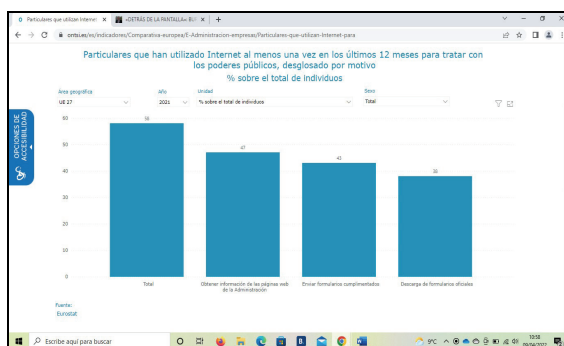 Particulares que utilizan Internet
«DETRÁS DE LA PANTALLA»
ontsi.es/es/indicadores/Comparativa-europea/E-Administracion-empresas/Particulares-que-utilizan-Internet-para
Particulares que han utilizado Internet al menos una vez en los últimos 12 meses para tratar con
los poderes públicos, desglosado por motivo
% sobre el total de individuos
Área geográfica
Año
Unidad
Sexo
UE 27
2021
% sobre el total de individuos
Total
OPCIONES DE
ACCESIBILIDAD
60
50
40
30
20
10
0
58
47
43
38
Total
Obtener información de las páginas web
de la Administración
Enviar formularios cumplimentados
Descarga de formularios oficiales
Fuente:
Eurostat
Escribe aquí para buscar
9°C
10:58